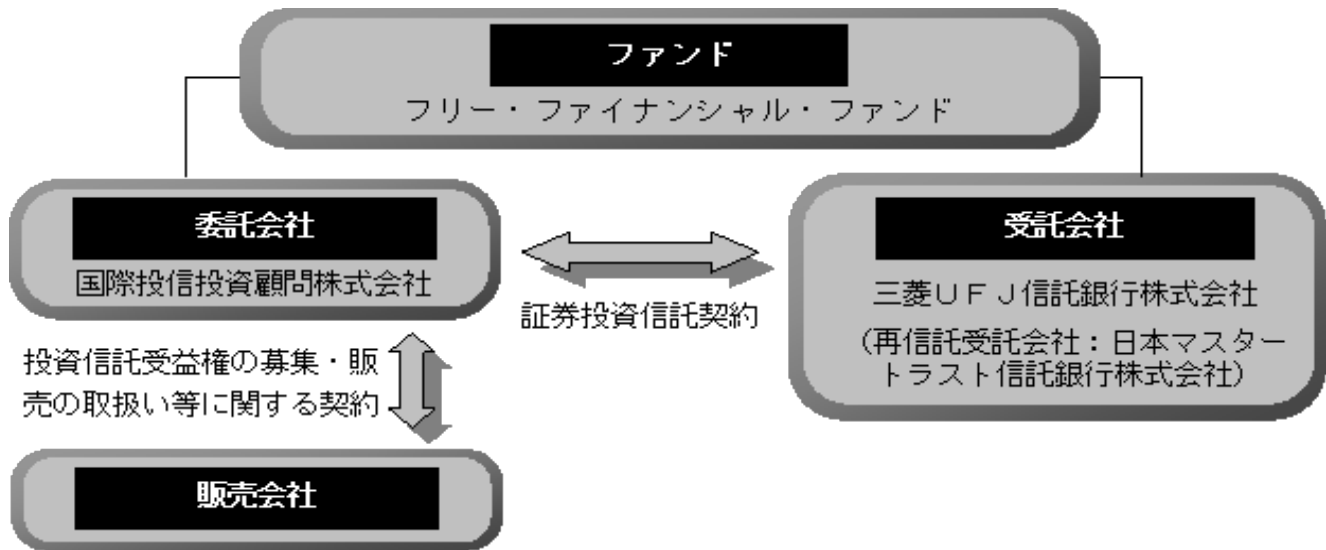 ファンド
フリー・ファイナンシャル・ファンド
委託会社
国際投信投資顧問株式会社
証券投資信託契約
受託会社
三菱ＵＦＪ信託銀行株式会社
（再信託受託会社：日本マスター
トラスト信託銀行株式会社）
投資信託受益権の募集・販
売の取扱い等に関する契約
販売会社